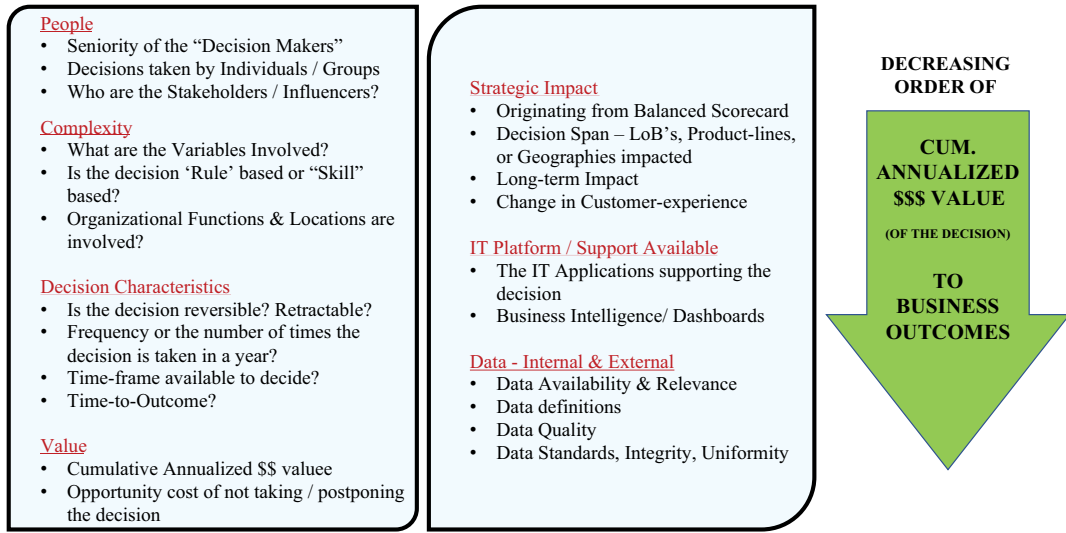 People
• Seniority of the “Decision Makers”
• Decisions taken by Individuals / Groups
• Who are the Stakeholders / Influencers?
Complexity
• What are the Variables Involved?
• Is the decision ‘Rule’ based or “Skill”
based?
• Organizational Functions & Locations are
involved?
Decision Characteristics
• Is the decision reversible? Retractable?
• Frequency or the number of times the
decision is taken in a year?
• Time-frame available to decide?
• Time-to-Outcome?
Value
• Cumulative Annualized $$ valuee
• Opportunity cost of not taking / postponing
the decision
Strategic Impact
• Originating from Balanced Scorecard
• Decision Span – LoB’s, Product-lines,
or Geographies impacted
• Long-term Impact
• Change in Customer-experience
IT Platform / Support Available
• The IT Applications supporting the
decision
• Business Intelligence/ Dashboards
Data - Internal & External
• Data Availability & Relevance
• Data definitions
• Data Quality
• Data Standards, Integrity, Uniformity
DECREASING
ORDER OF
CUM.
ANNUALIZED
$$$ VALUE
(OF THE DECISION)
TO
BUSINESS
OUTCOMES